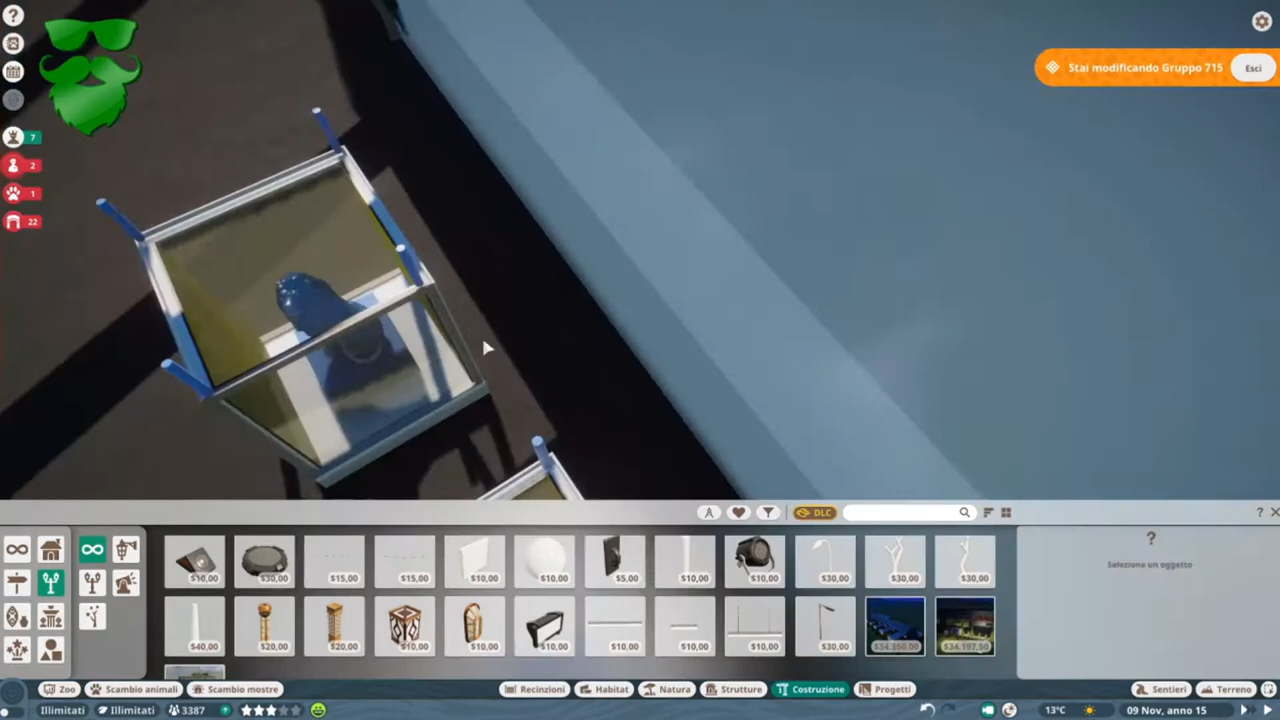 ?
Stai modificando Gruppo 715
Esci
7
2
1
22
DLC
?
$10,00
$30,00
$15,00
$15,00
$10,00
$10,00
$5,00
$10,00
$10,00
$30,00
$30,00
$30,00
?
Selezione un oggetto
$40,00
$20,00
$20,00
$10,00
$10,00
$10,00
$10,00
$10,00
$10,00
$30,00
$34.197,50
Zoo
Scambio animali
Scambio mostre
Recinzioni
Habitat
Natura
Strutture
Costruzione
Progetti
Sentieri
Terreno
Illimitati
Illimitati
3387
13°C
09 Nov, anno 15